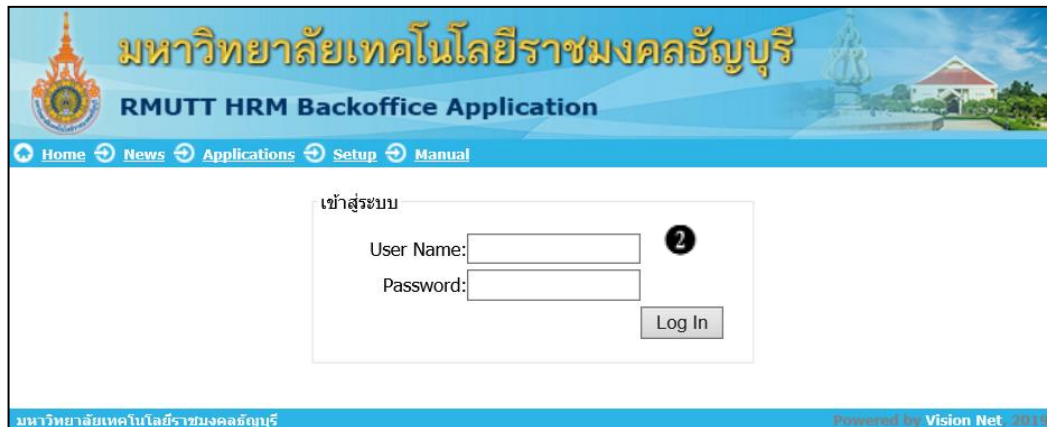 มหาวิทยาลัยเทคโนโลยีราชมงคลธัญบุรี
RMUTT HRM Backoffice Application
Home News Applications Setup Manual
เข้าสู่ระบบ
User Name: 2
Password:
Log In
มหาวิทยาลัยเทคโนโลยีราชมงคลธัญบุรี Powered by Vision Net 2019